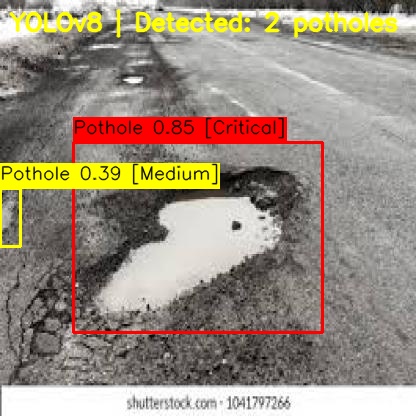 YOLOv8 | Detected: 2 potholes
Pothole 0.85 [Critical]
Pothole 0.39 [Medium]
shutterstock.com · 1041797266